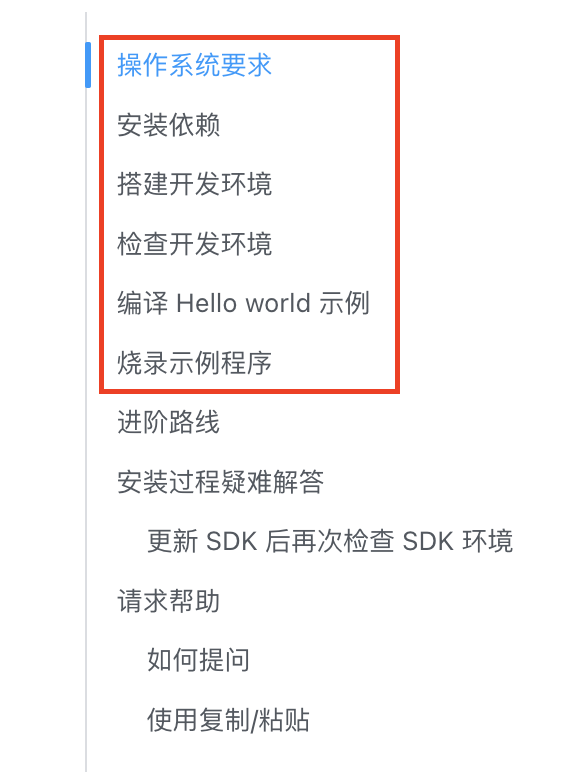 操作系统要求
安装依赖
搭建开发环境
检查开发环境
编译 Hello world 示例
烧录示例程序
进阶路线
安装过程疑难解答
更新 SDK 后再次检查 SDK 环境
请求帮助
如何提问
使用复制/粘贴